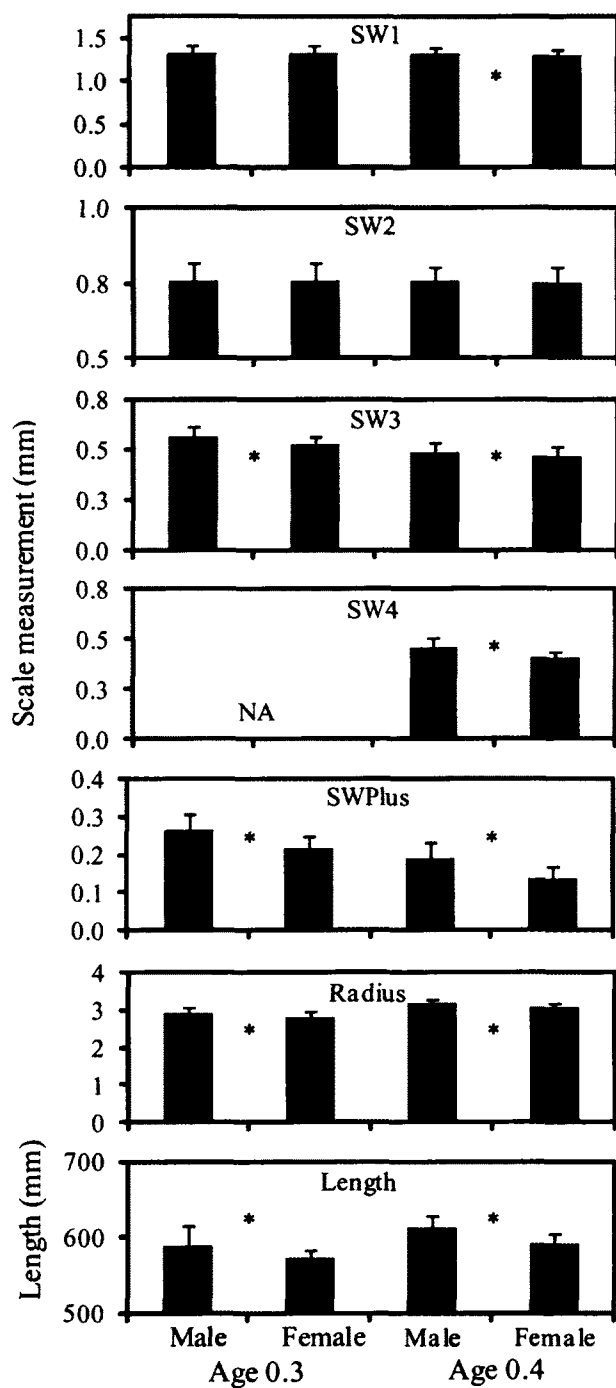 SW1
1.5
1.0
0.5
0.0
*
SW2
1.0
0.8
0.5
SW3
0.8
0.5
0.3
0.0
* *
SW4
0.8
0.5
0.3
0.0
NA
*
SWPlus
0.4
0.3
0.2
0.1
0.0
* *
Radius
4
3
2
1
0
* *
Length
700
600
500
* *
Scale measurement (mm)
Length (mm)
Male Female Male Female
Age 0.3 Age 0.4